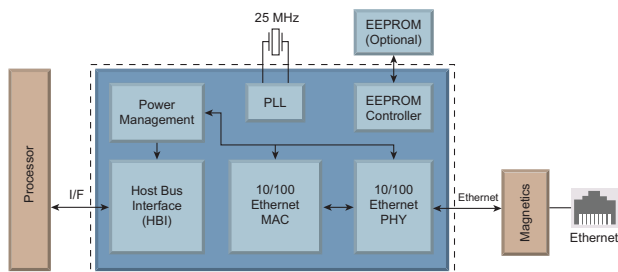 25 MHz
EEPROM
(Optional)
Processor
I/F
Power
Management
PLL
EEPROM
Controller
Host Bus
Interface
(HBI)
10/100
Ethernet
MAC
10/100
Ethernet
PHY
Ethernet
Magnetics
Ethernet